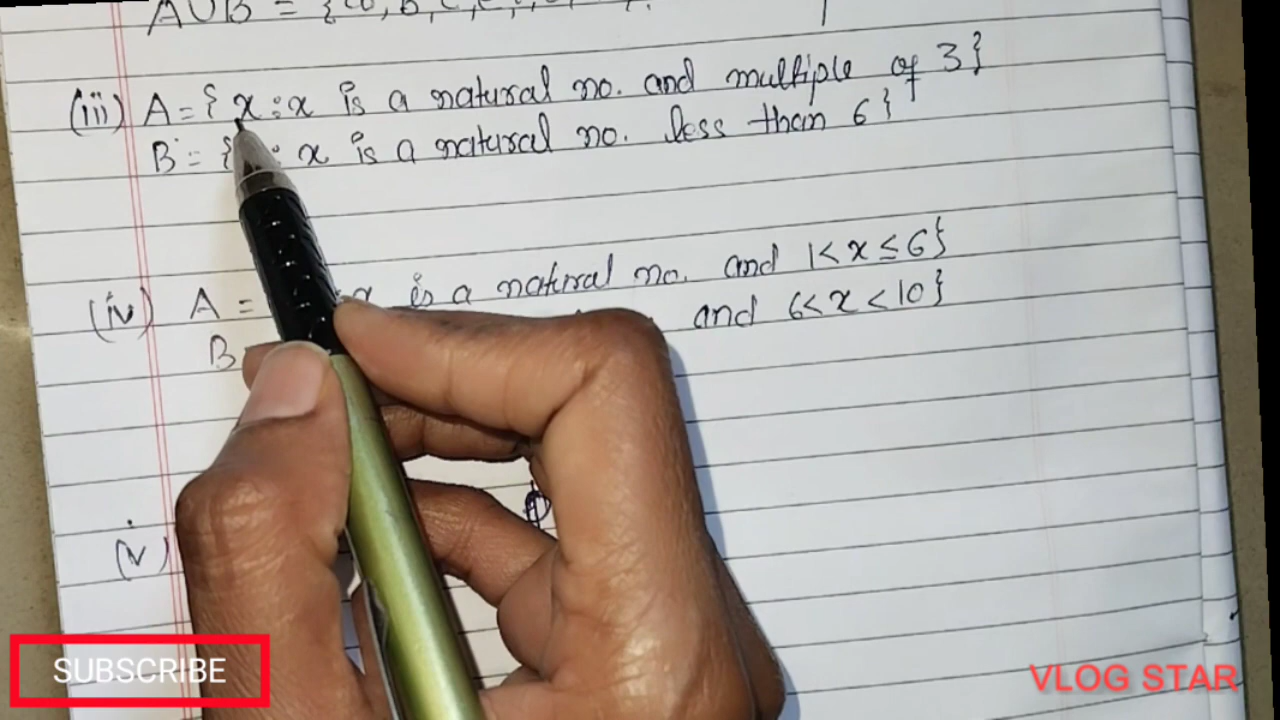 A∪B = {a, b, c, e, i, o, u}.
(iii) A = { x : x is a natural no. and multiple of 3}
B = { : x is a natural no. less than 6}
(iv) A = : x is a natural no. and 1< x ≤ 6}
B and 6< x < 10}
ϕ
(v)
SUBSCRIBE
VLOG STAR